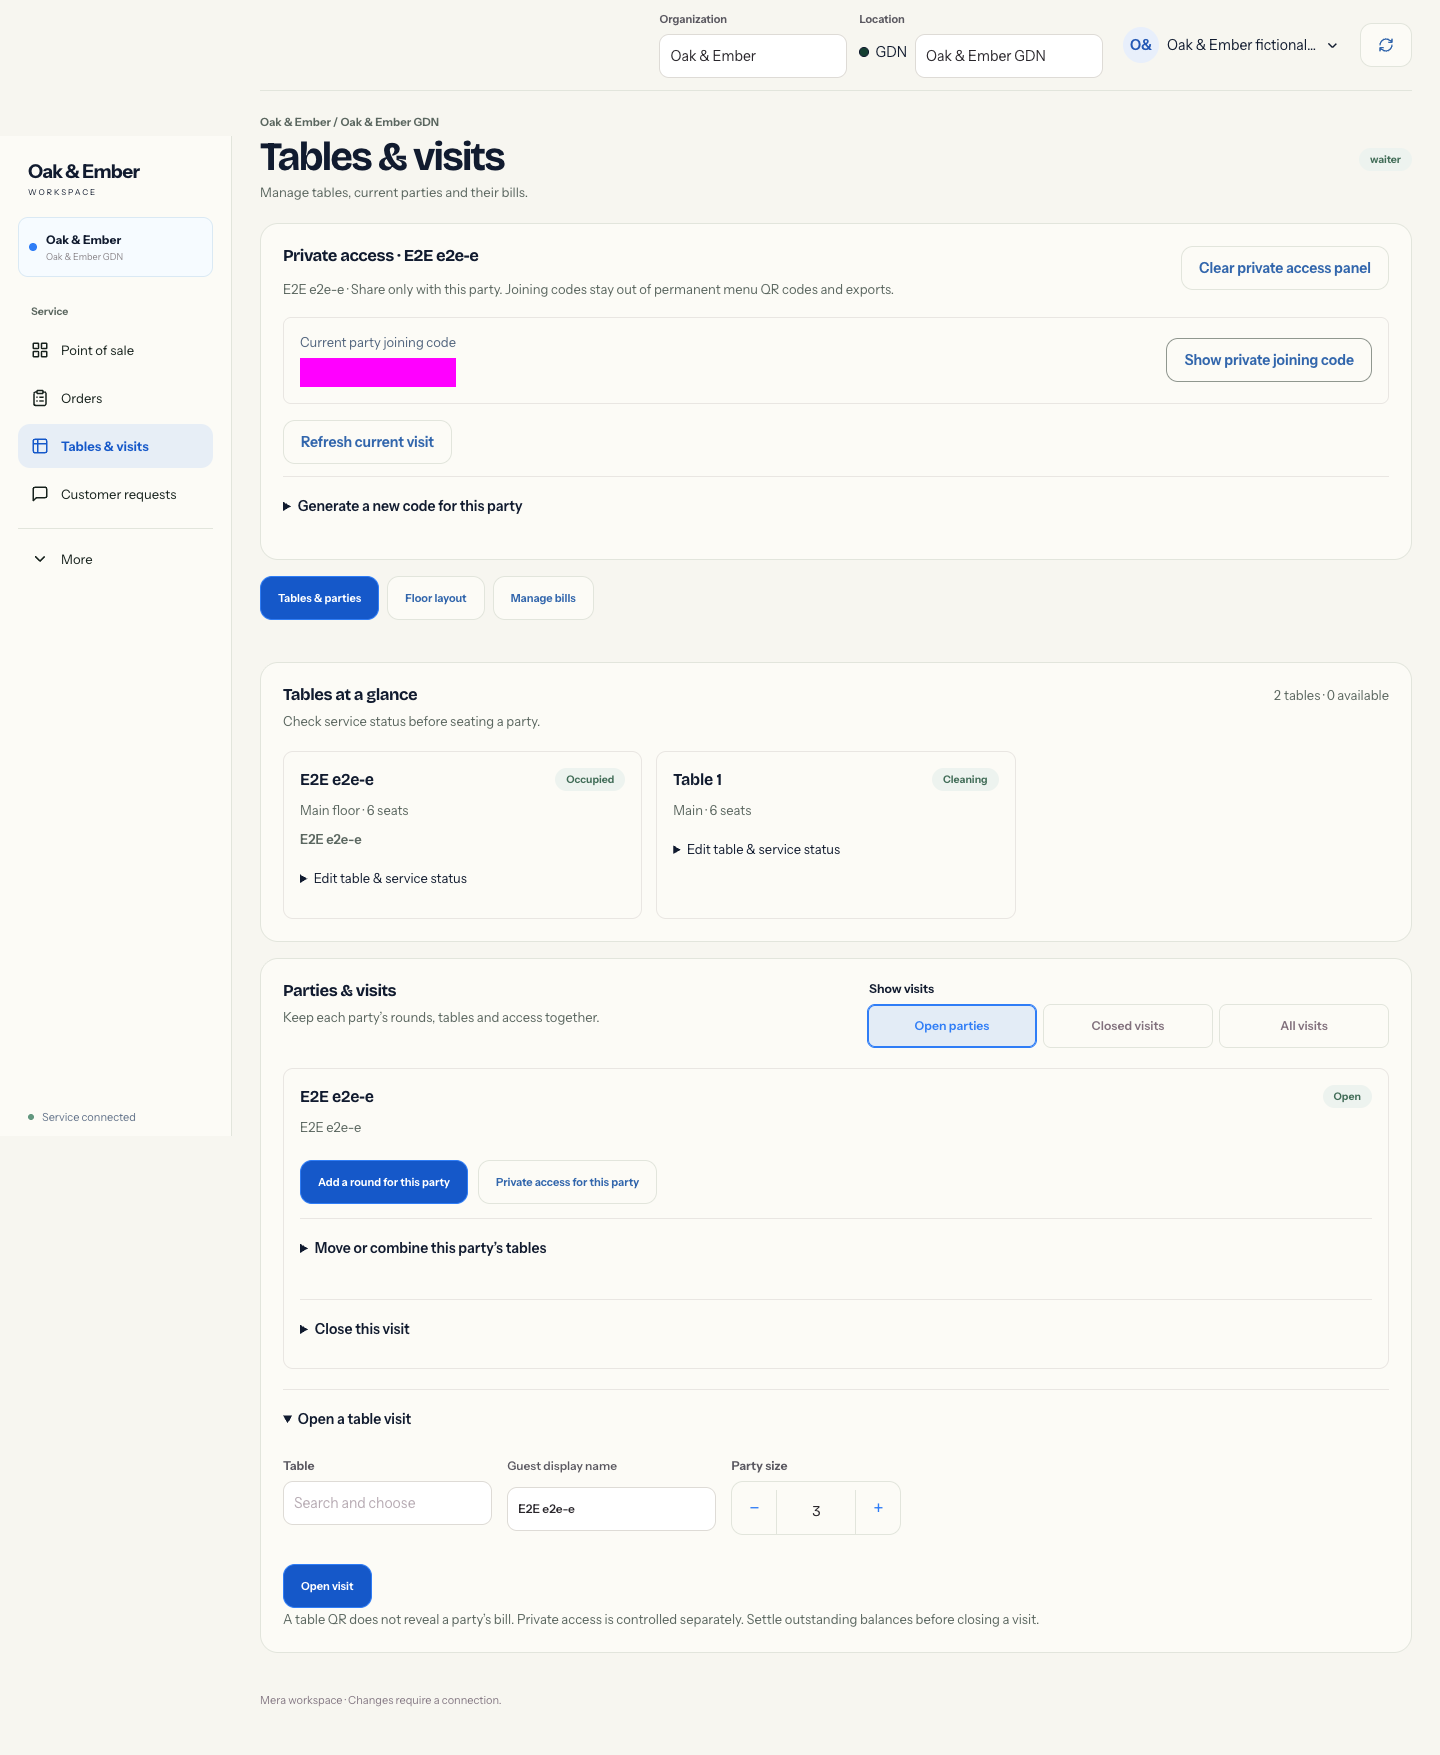 Organization
Location
Oak & Ember
GDN
Oak & Ember GDN
O&
Oak & Ember fictional...
Oak & Ember / Oak & Ember GDN
Tables & visits
waiter
Manage tables, current parties and their bills.
Oak & Ember
WORKSPACE
Oak & Ember
Oak & Ember GDN
Service
Point of sale
Orders
Tables & visits
Customer requests
More
Service connected
Private access · E2E e2e-e
Clear private access panel
E2E e2e-e · Share only with this party. Joining codes stay out of permanent menu QR codes and exports.
Current party joining code
Show private joining code
Refresh current visit
Generate a new code for this party
Tables & parties
Floor layout
Manage bills
Tables at a glance
2 tables · 0 available
Check service status before seating a party.
E2E e2e-e
Occupied
Main floor · 6 seats
E2E e2e-e
Edit table & service status
Table 1
Cleaning
Main · 6 seats
Edit table & service status
Parties & visits
Keep each party’s rounds, tables and access together.
Show visits
Open parties
Closed visits
All visits
E2E e2e-e
Open
E2E e2e-e
Add a round for this party
Private access for this party
Move or combine this party’s tables
Close this visit
Open a table visit
Table
Guest display name
Party size
Search and choose
E2E e2e-e
−
3
+
Open visit
A table QR does not reveal a party’s bill. Private access is controlled separately. Settle outstanding balances before closing a visit.
Mera workspace · Changes require a connection.